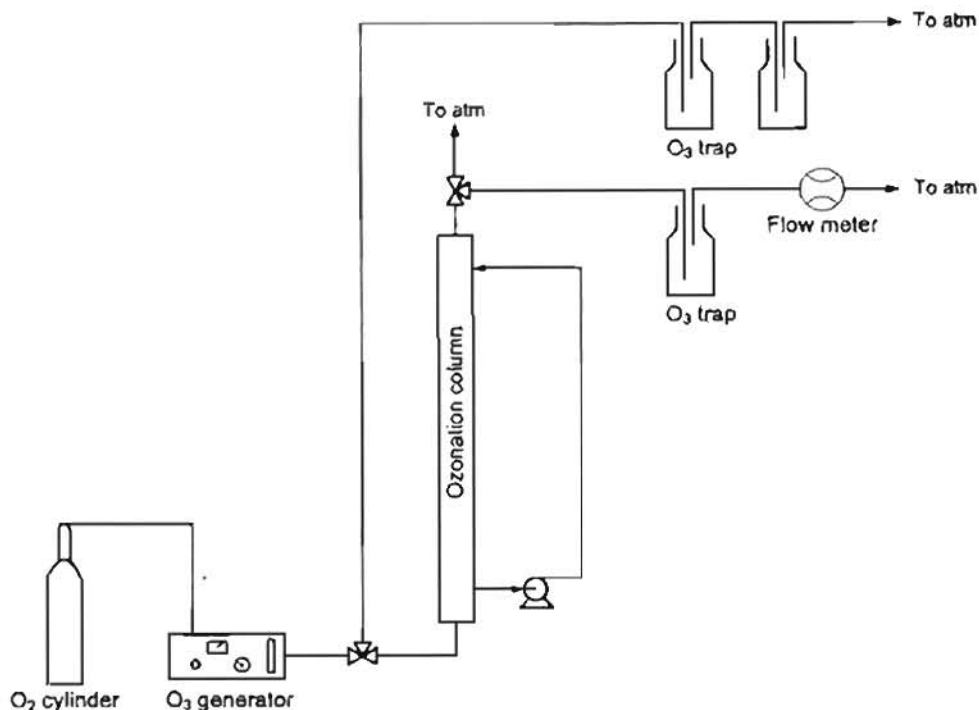 To atm
To atm
O₃ trap
To atm
Flow meter
O₃ trap
Ozonation column
O₂ cylinder
O₃ generator